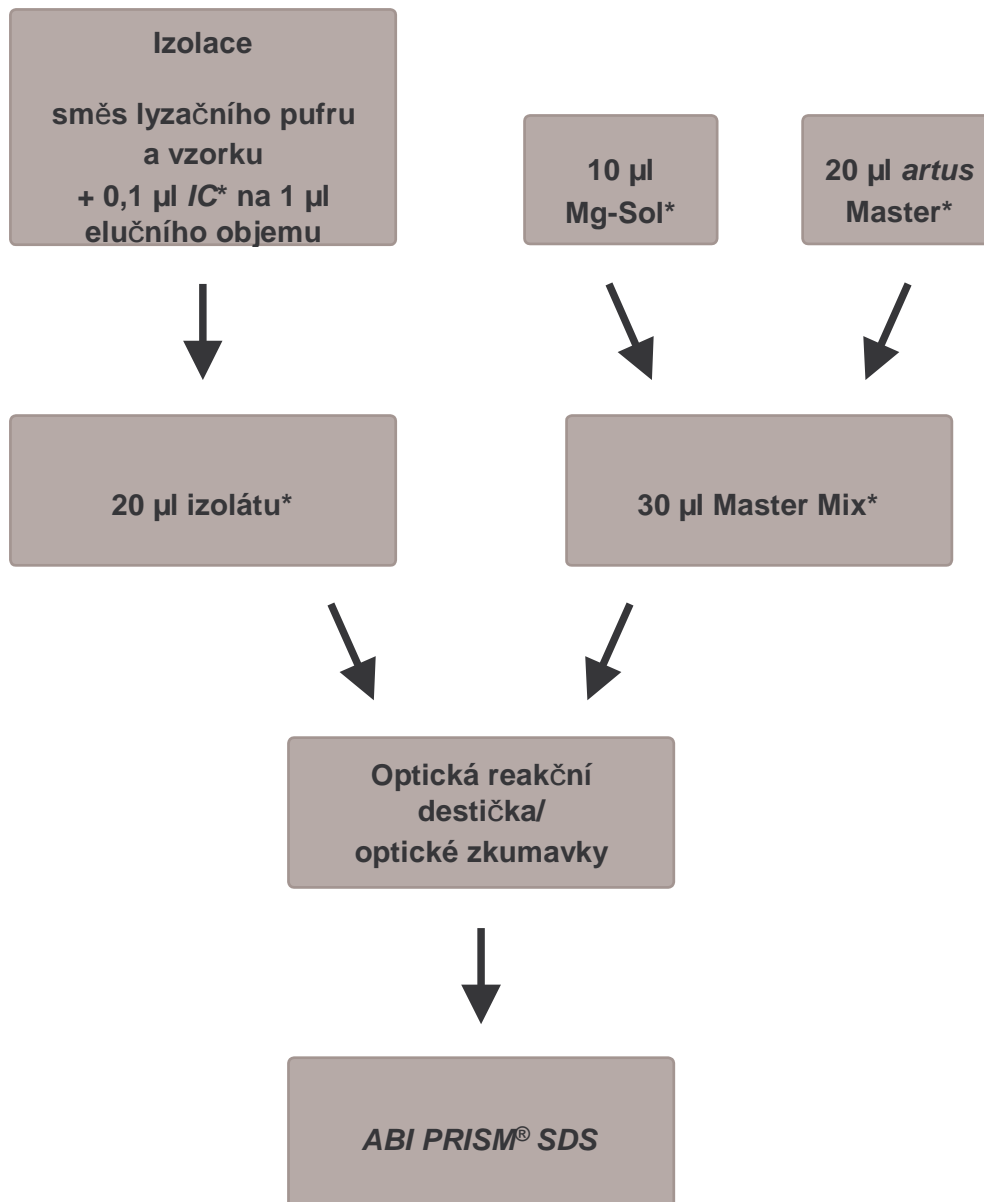 Izolace
směs lyzačního pufru
a vzorku
+ 0,1 µl IC* na 1 µl
elučního objemu
10 µl
Mg-Sol*
20 µl artus
Master*
20 µl izolátu*
30 µl Master Mix*
Optická reakční
destička/
optické zkumavky
ABI PRISM® SDS